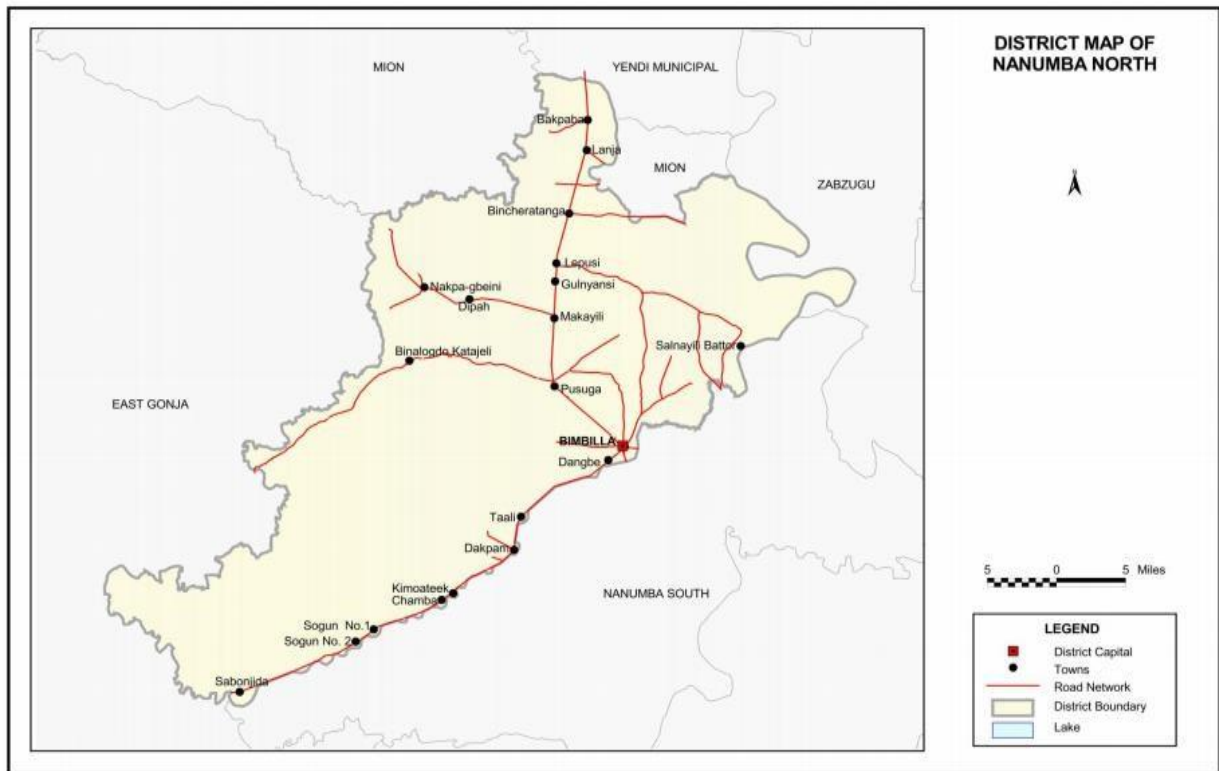 DISTRICT MAP OF
NANUMBA NORTH
MION
YENDI MUNICIPAL
Bakpaba
Lanja
MION
ZABZUGU
Bincheratanga
Lepusi
Gulnyansi
Nakpa-gbeini
Dipah
Makayili
Salnayili Battor
Binalogdo Katajeli
Pusuga
EAST GONJA
BIMBILLA
Dangbe
Taali
Dakpam
Kimoateek
Chamba
NANUMBA SOUTH
Sogun No.1
Sogun No. 2
Sabonjida
N
5 0 5 Miles
LEGEND
District Capital
Towns
Road Network
District Boundary
Lake